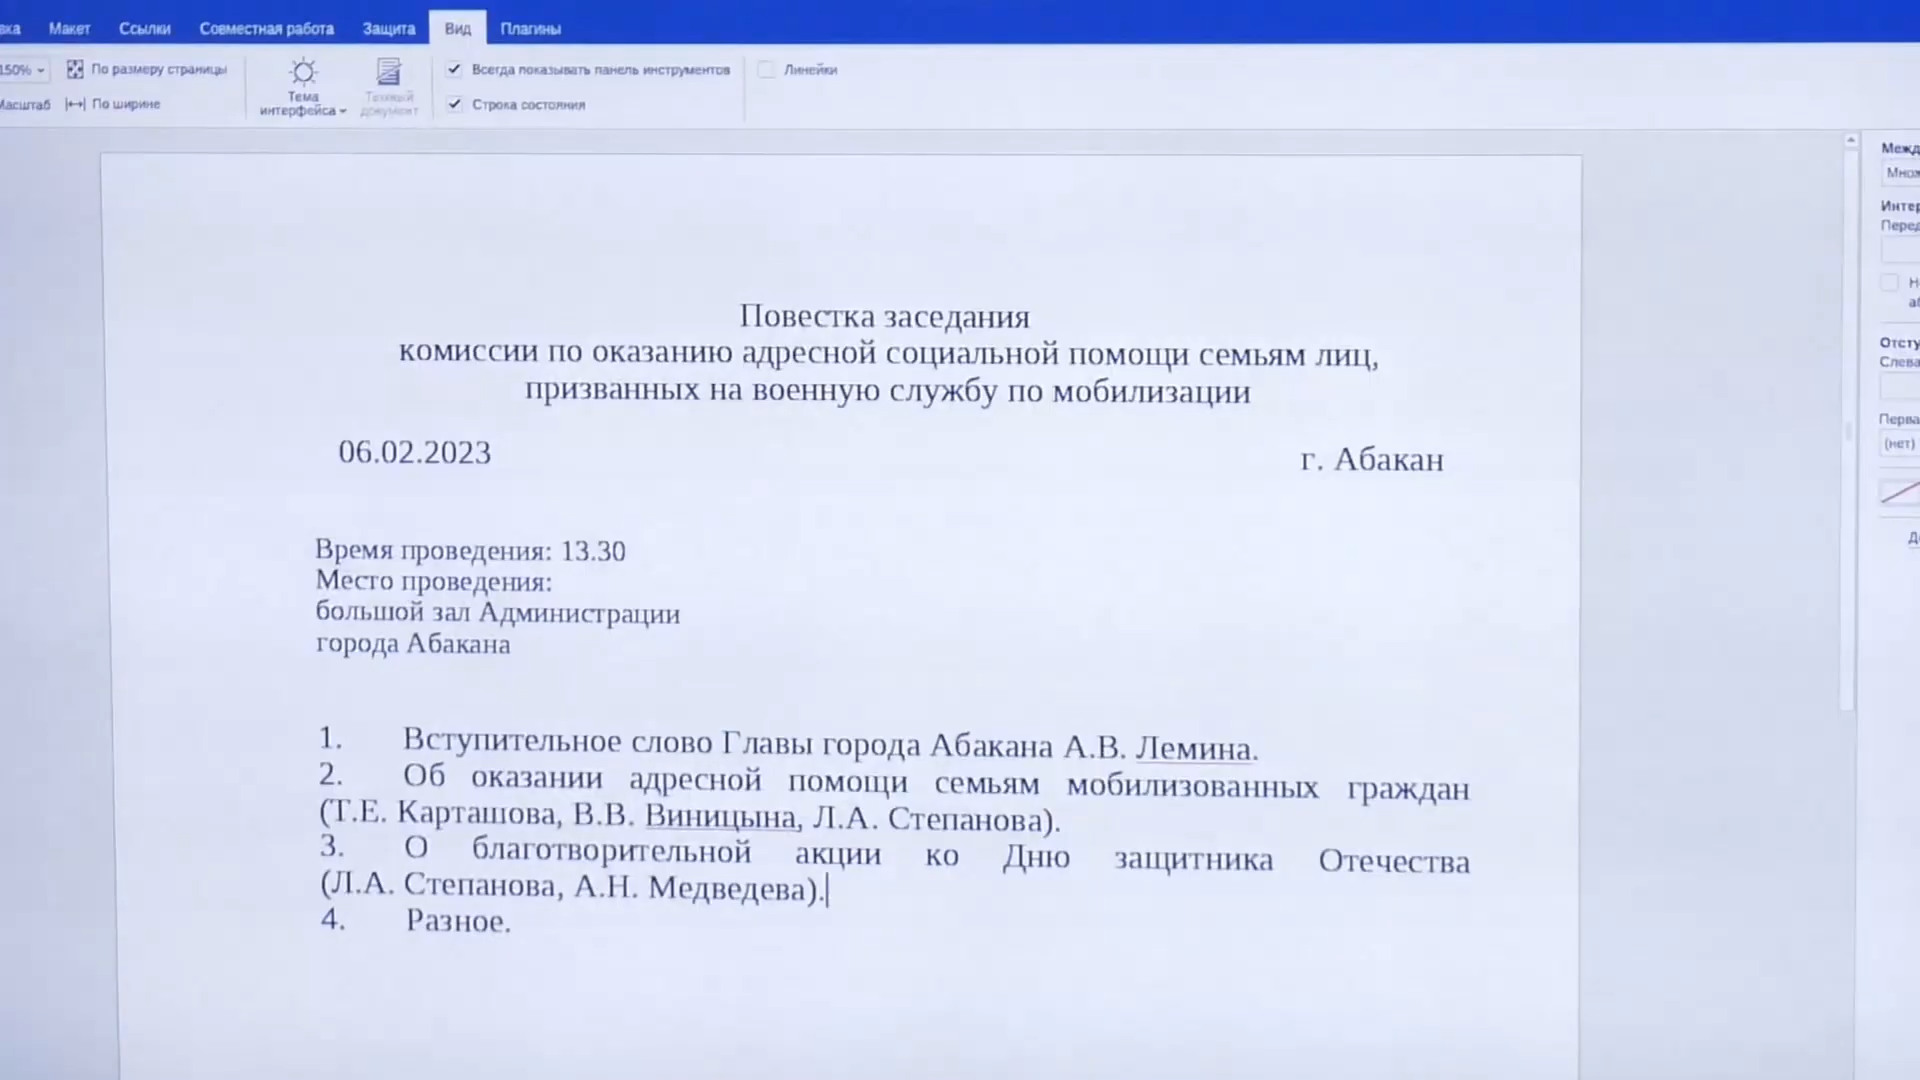 Макет Ссылки Совместная работа Защита Вид Плагины
150% По размеру страницы Тема интерфейса Темный документ Всегда показывать панель инструментов Линейки
Масштаб По ширине Строка состояния
Повестка заседания
комиссии по оказанию адресной социальной помощи семьям лиц,
призванных на военную службу по мобилизации
06.02.2023 г. Абакан
Время проведения: 13.30
Место проведения:
большой зал Администрации
города Абакана
1. Вступительное слово Главы города Абакана А.В. Лемина.
2. Об оказании адресной помощи семьям мобилизованных граждан
(Т.Е. Карташова, В.В. Виницына, Л.А. Степанова).
3. О благотворительной акции ко Дню защитника Отечества
(Л.А. Степанова, А.Н. Медведева).
4. Разное.
(нет)